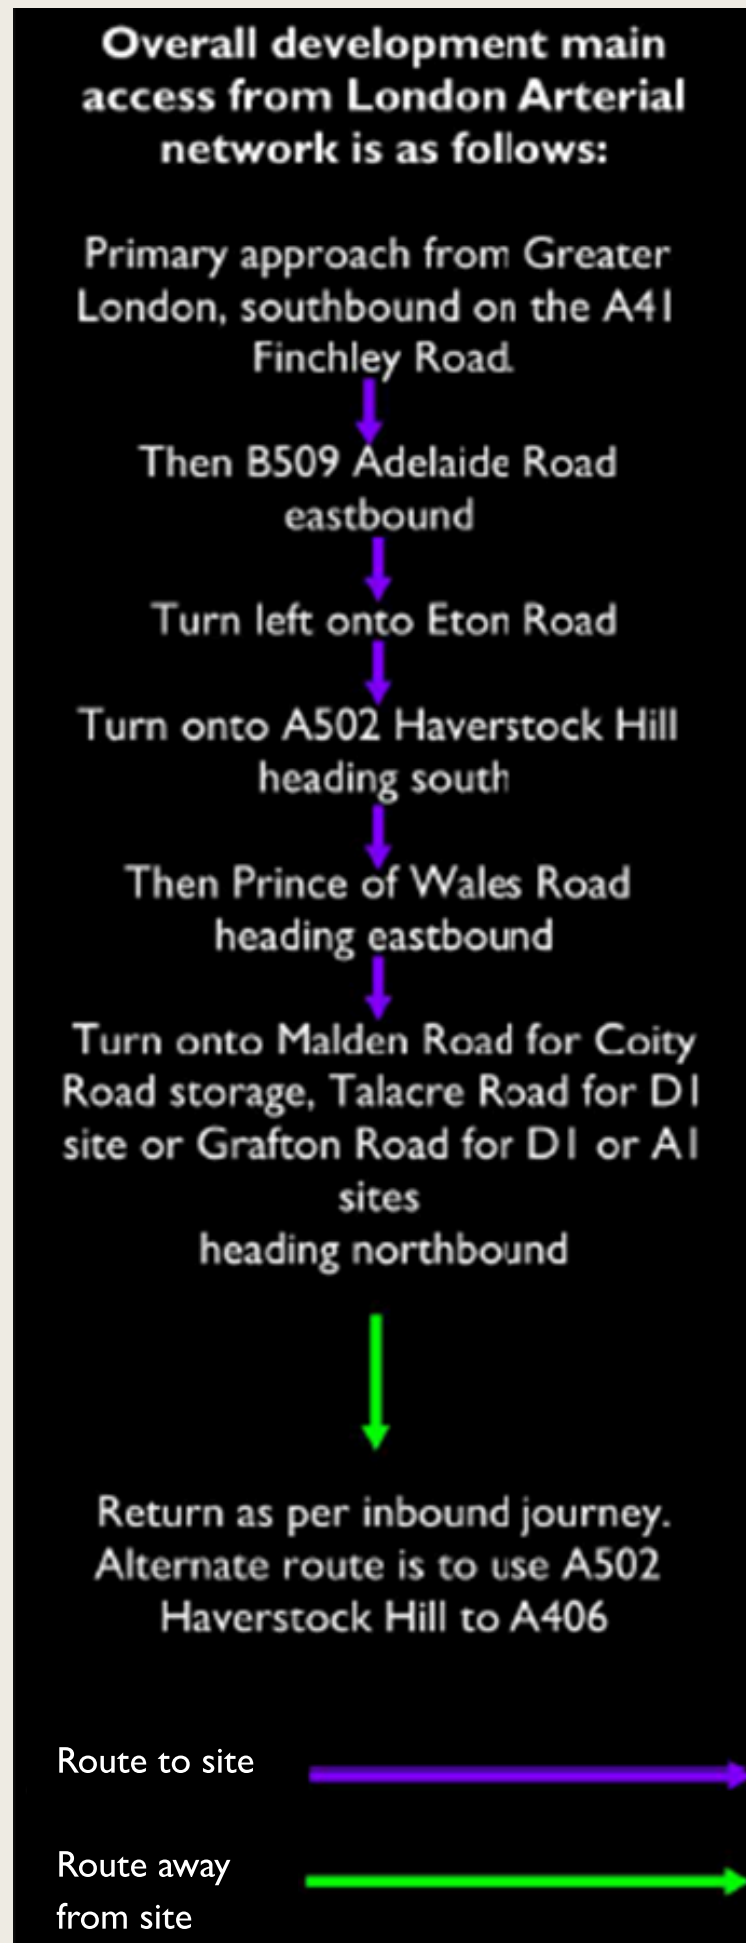 Overall development main
access from London Arterial
network is as follows:
Primary approach from Greater
London, southbound on the A41
Finchley Road.
Then B509 Adelaide Road
eastbound
Turn left onto Eton Road
Turn onto A502 Haverstock Hill
heading south
Then Prince of Wales Road
heading eastbound
Turn onto Malden Road for Coity
Road storage, Talacre Road for D1
site or Grafton Road for D1 or A1
sites
heading northbound
Return as per inbound journey.
Alternate route is to use A502
Haverstock Hill to A406
Route to site
Route away
from site